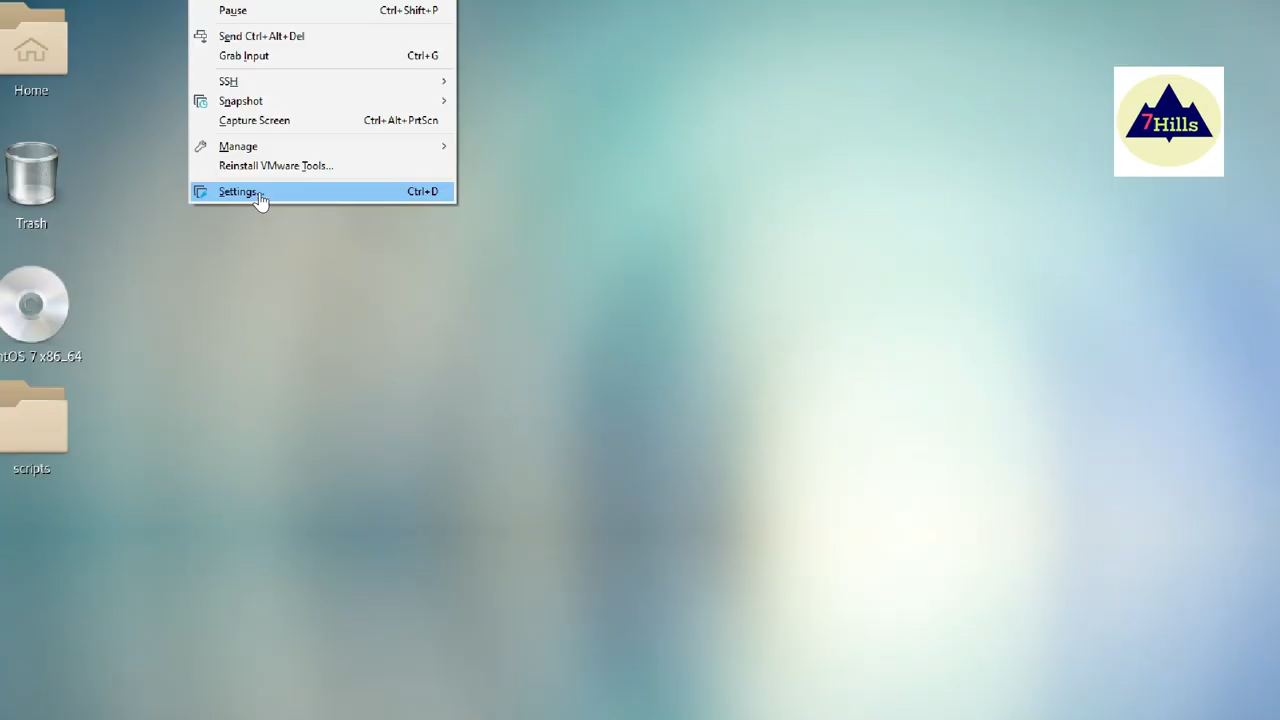 Pause Ctrl+Shift+P
Send Ctrl+Alt+Del
Grab Input Ctrl+G
SSH
Snapshot
Capture Screen Ctrl+Alt+PrtScn
Manage
Reinstall VMware Tools...
Settings... Ctrl+D
Home
Trash
ntOS 7 x86_64
scripts
7Hills